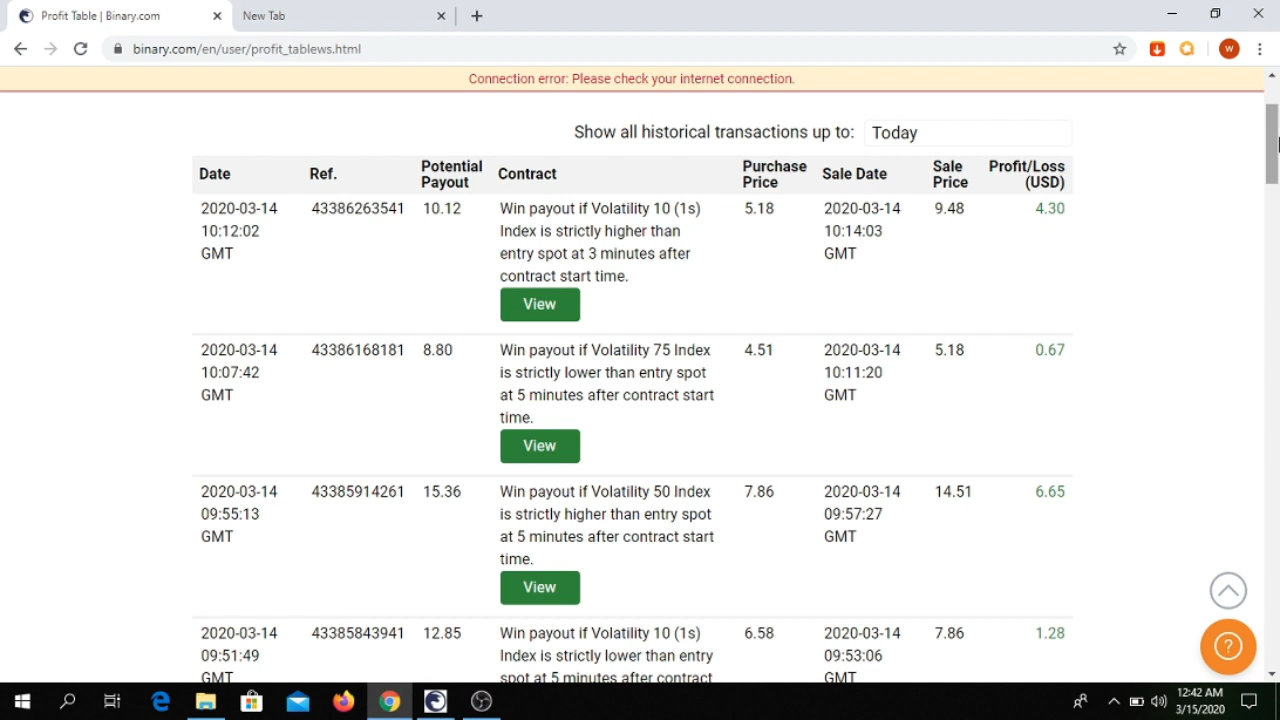 Profit Table | Binary.com
New Tab
binary.com/en/user/profit_tablews.html
W
Connection error: Please check your internet connection.
Show all historical transactions up to: Today
Date Ref. Potential Payout Contract Purchase Price Sale Date Sale Price Profit/Loss (USD)
2020-03-14 43386263541 10.12 Win payout if Volatility 10 (1s) 5.18 2020-03-14 9.48 4.30
10:12:02 Index is strictly higher than 10:14:03
GMT entry spot at 3 minutes after GMT
contract start time.
View
2020-03-14 43386168181 8.80 Win payout if Volatility 75 Index 4.51 2020-03-14 5.18 0.67
10:07:42 is strictly lower than entry spot 10:11:20
GMT at 5 minutes after contract start GMT
time.
View
2020-03-14 43385914261 15.36 Win payout if Volatility 50 Index 7.86 2020-03-14 14.51 6.65
09:55:13 is strictly higher than entry spot 09:57:27
GMT at 5 minutes after contract start GMT
time.
View
2020-03-14 43385843941 12.85 Win payout if Volatility 10 (1s) 6.58 2020-03-14 7.86 1.28
09:51:49 Index is strictly lower than entry 09:53:06
GMT spot at 5 minutes after contract GMT
?
12:42 AM
3/15/2020